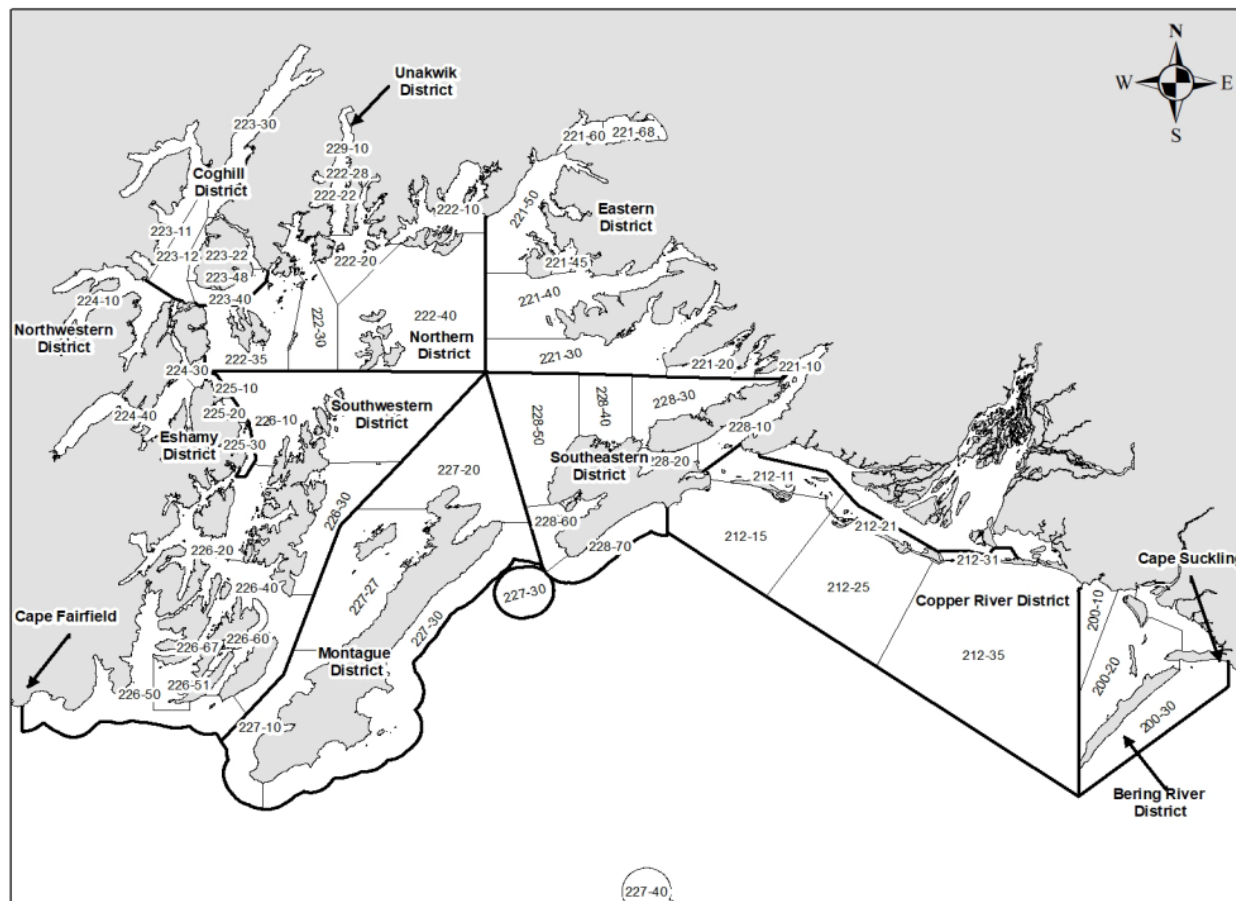 N
W
E
S
Unakwik
District
223-30
229-10
221-60
221-68
Coghill
District
222-28
222-22
222-10
221-50
Eastern
District
223-11
223-12
223-22
222-20
221-45
223-48
224-10
223-40
221-40
Northwestern
District
222-30
222-40
Northern
District
222-35
221-30
221-20
221-10
224-30
225-10
225-20
224-40
226-10
Southwestern
District
228-50
228-40
228-30
Eshamy
District
225-30
228-10
Southeastern
District
228-20
227-20
212-11
226-30
228-60
228-70
212-15
212-21
212-31
226-20
226-40
227-27
227-30
227-30
212-25
Copper River District
200-10
Cape Suckling
Cape Fairfield
226-60
226-67
226-51
226-50
Montague
District
212-35
200-20
200-30
227-10
Bering River
District
227-40